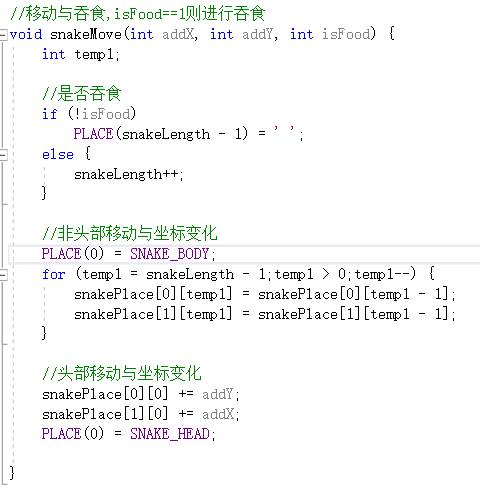 //移动与吞食,isFood==1则进行吞食
void snakeMove(int addX, int addY, int isFood) {
    int temp1;

    //是否吞食
    if (!isFood)
        PLACE(snakeLength - 1) = ' ';
    else {
        snakeLength++;
    }

    //非头部移动与坐标变化
    PLACE(0) = SNAKE_BODY;
    for (temp1 = snakeLength - 1;temp1 > 0;temp1--) {
        snakePlace[0][temp1] = snakePlace[0][temp1 - 1];
        snakePlace[1][temp1] = snakePlace[1][temp1 - 1];
    }

    //头部移动与坐标变化
    snakePlace[0][0] += addY;
    snakePlace[1][0] += addX;
    PLACE(0) = SNAKE_HEAD;

}